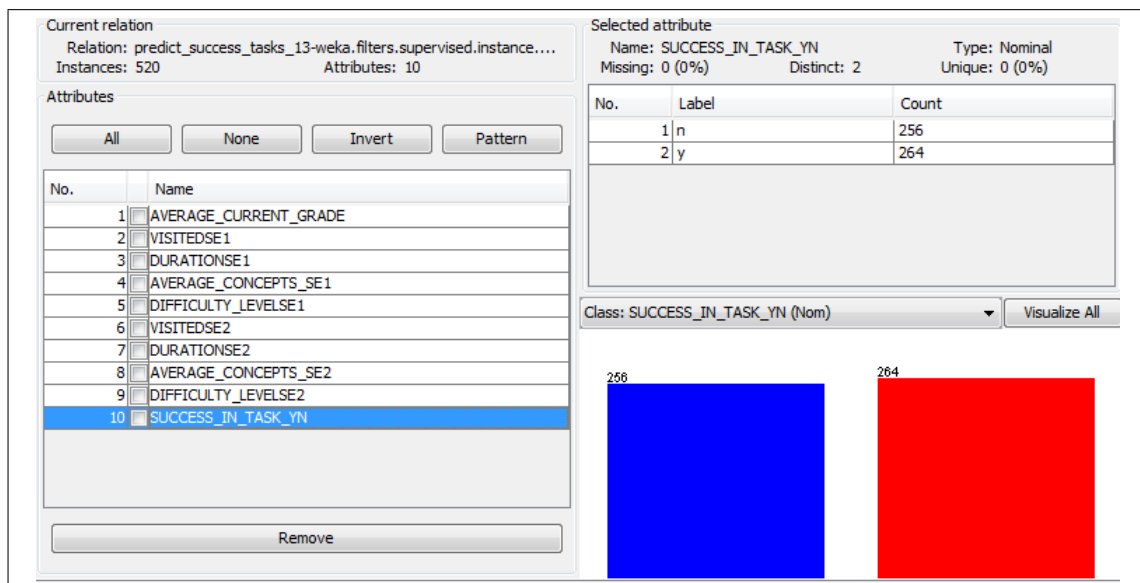 Current relation
Relation: predict_success_tasks_13-weka.filters.supervised.instance....
Instances: 520 Attributes: 10
Attributes
All None Invert Pattern
No. Name
1 AVERAGE_CURRENT_GRADE
2 VISITEDSE1
3 DURATIONSE1
4 AVERAGE_CONCEPTS_SE1
5 DIFFICULTY_LEVELSE1
6 VISITEDSE2
7 DURATIONSE2
8 AVERAGE_CONCEPTS_SE2
9 DIFFICULTY_LEVELSE2
10 SUCCESS_IN_TASK_YN
Remove
Selected attribute
Name: SUCCESS_IN_TASK_YN Type: Nominal
Missing: 0 (0%) Distinct: 2 Unique: 0 (0%)
No. Label Count
1 n 256
2 y 264
Class: SUCCESS_IN_TASK_YN (Nom) Visualize All
256 264